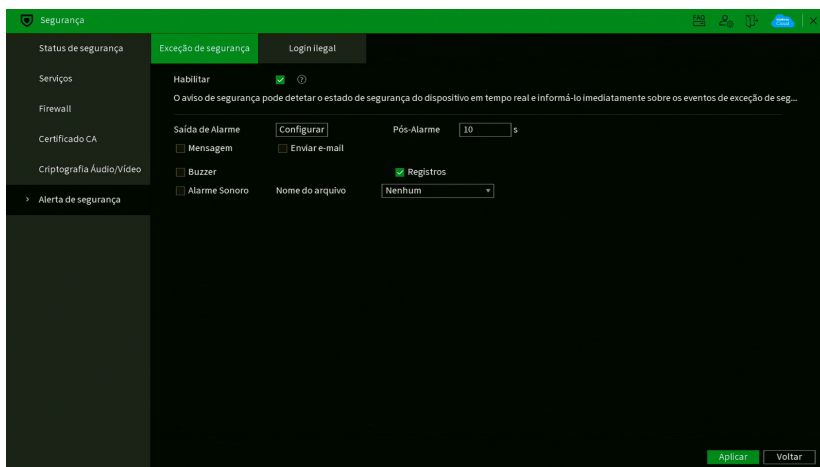 Segurança
FAQ
Status de segurança
Exceção de segurança
Login ilegal
Serviços
Firewall
Certificado CA
Criptografia Áudio/Vídeo
> Alerta de segurança
Habilitar
O aviso de segurança pode detetar o estado de segurança do dispositivo em tempo real e informá-lo imediatamente sobre os eventos de exceção de seg...
Saída de Alarme Configurar Pós-Alarme 10 s
Mensagem Enviar e-mail
Buzzer Registros
Alarme Sonoro Nome do arquivo Nenhum
Aplicar Voltar